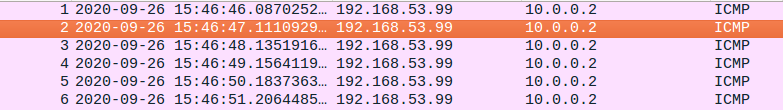 1 2020-09-26 15:46:46.0870252… 192.168.53.99 10.0.0.2 ICMP
2 2020-09-26 15:46:47.1110929… 192.168.53.99 10.0.0.2 ICMP
3 2020-09-26 15:46:48.1351916… 192.168.53.99 10.0.0.2 ICMP
4 2020-09-26 15:46:49.1564119… 192.168.53.99 10.0.0.2 ICMP
5 2020-09-26 15:46:50.1837363… 192.168.53.99 10.0.0.2 ICMP
6 2020-09-26 15:46:51.2064485… 192.168.53.99 10.0.0.2 ICMP